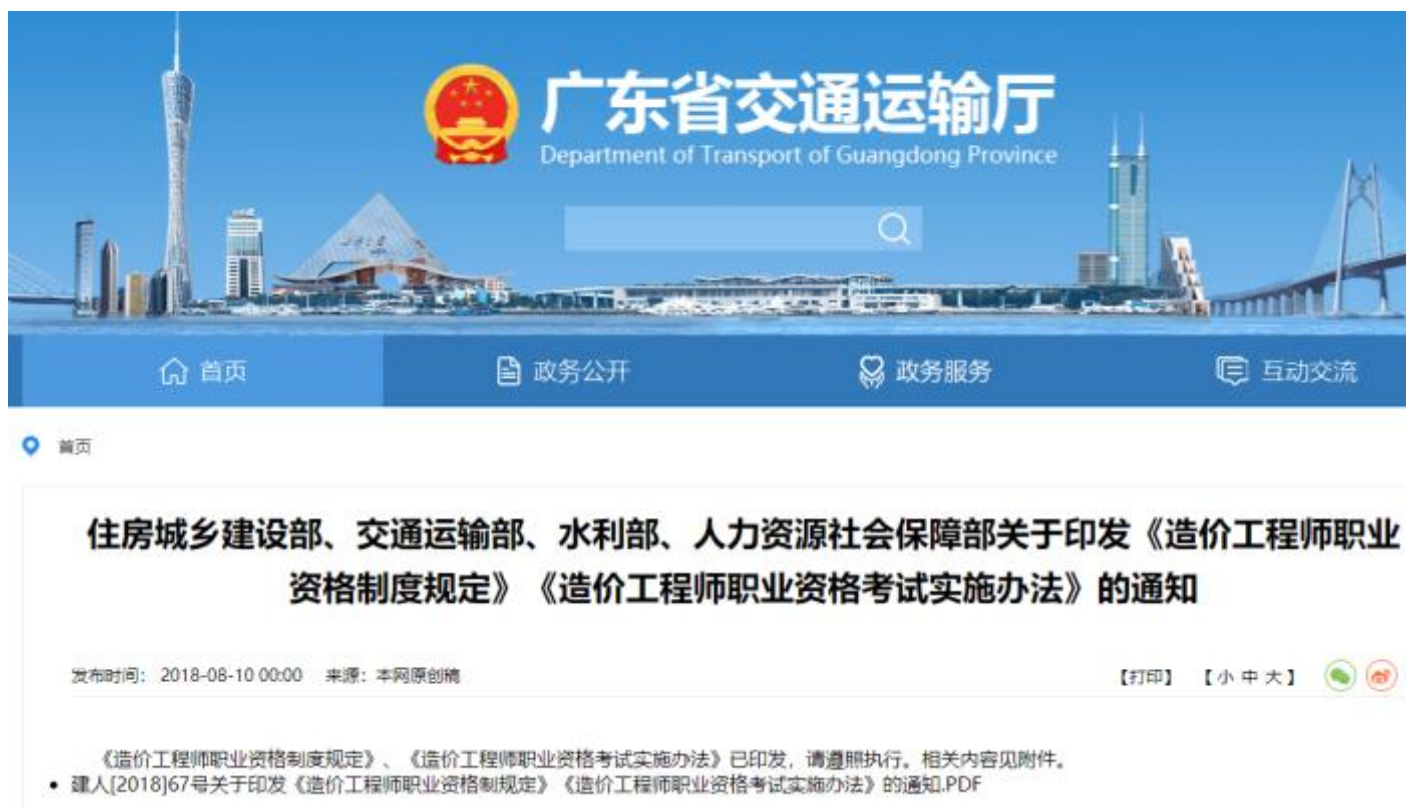 广东省交通运输厅
Department of Transport of Guangdong Province
首页
政务公开
政务服务
互动交流
首页
住房城乡建设部、交通运输部、水利部、人力资源社会保障部关于印发《造价工程师职业
资格制度规定》《造价工程师职业资格考试实施办法》的通知
发布时间: 2018-08-10 00:00 来源: 本网原创稿 【打印】 【小 中 大】
《造价工程师职业资格制度规定》、《造价工程师职业资格考试实施办法》已印发，请遵照执行。相关内容见附件。
• 建人[2018]67号关于印发《造价工程师职业资格制规定》《造价工程师职业资格考试实施办法》的通知.PDF